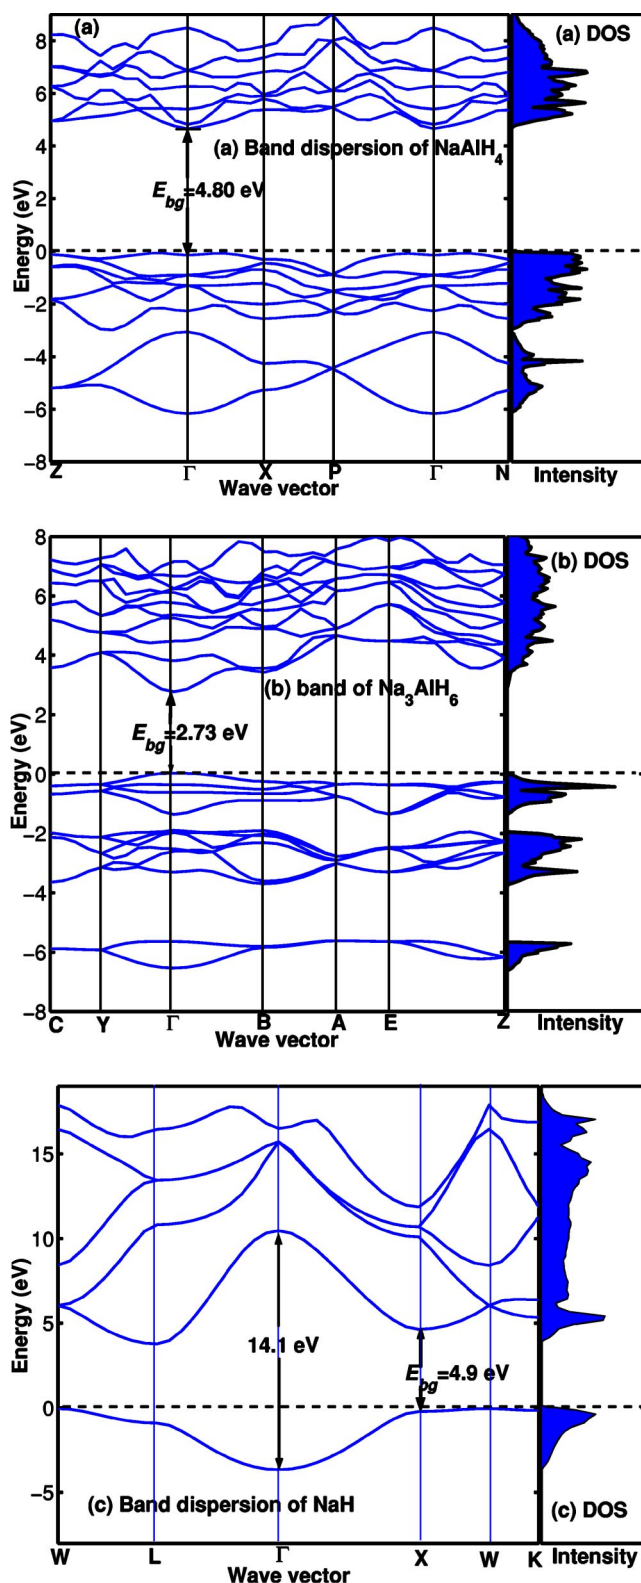 (a)
(a) DOS
8
6
4
2
0
−2
−4
−6
−8
Energy (eV)
(a) Band dispersion of NaAlH4
Ebg=4.80 eV
Z Γ X P Γ N
Wave vector
Intensity
(b) DOS
8
6
4
2
0
−2
−4
−6
−8
Energy (eV)
(b) band of Na3AlH6
Ebg=2.73 eV
C Y Γ B A E Z
Wave vector
Intensity
15
10
5
0
−5
Energy (eV)
14.1 eV
Ebg=4.9 eV
(c) Band dispersion of NaH
(c) DOS
W L Γ X W K
Wave vector
Intensity